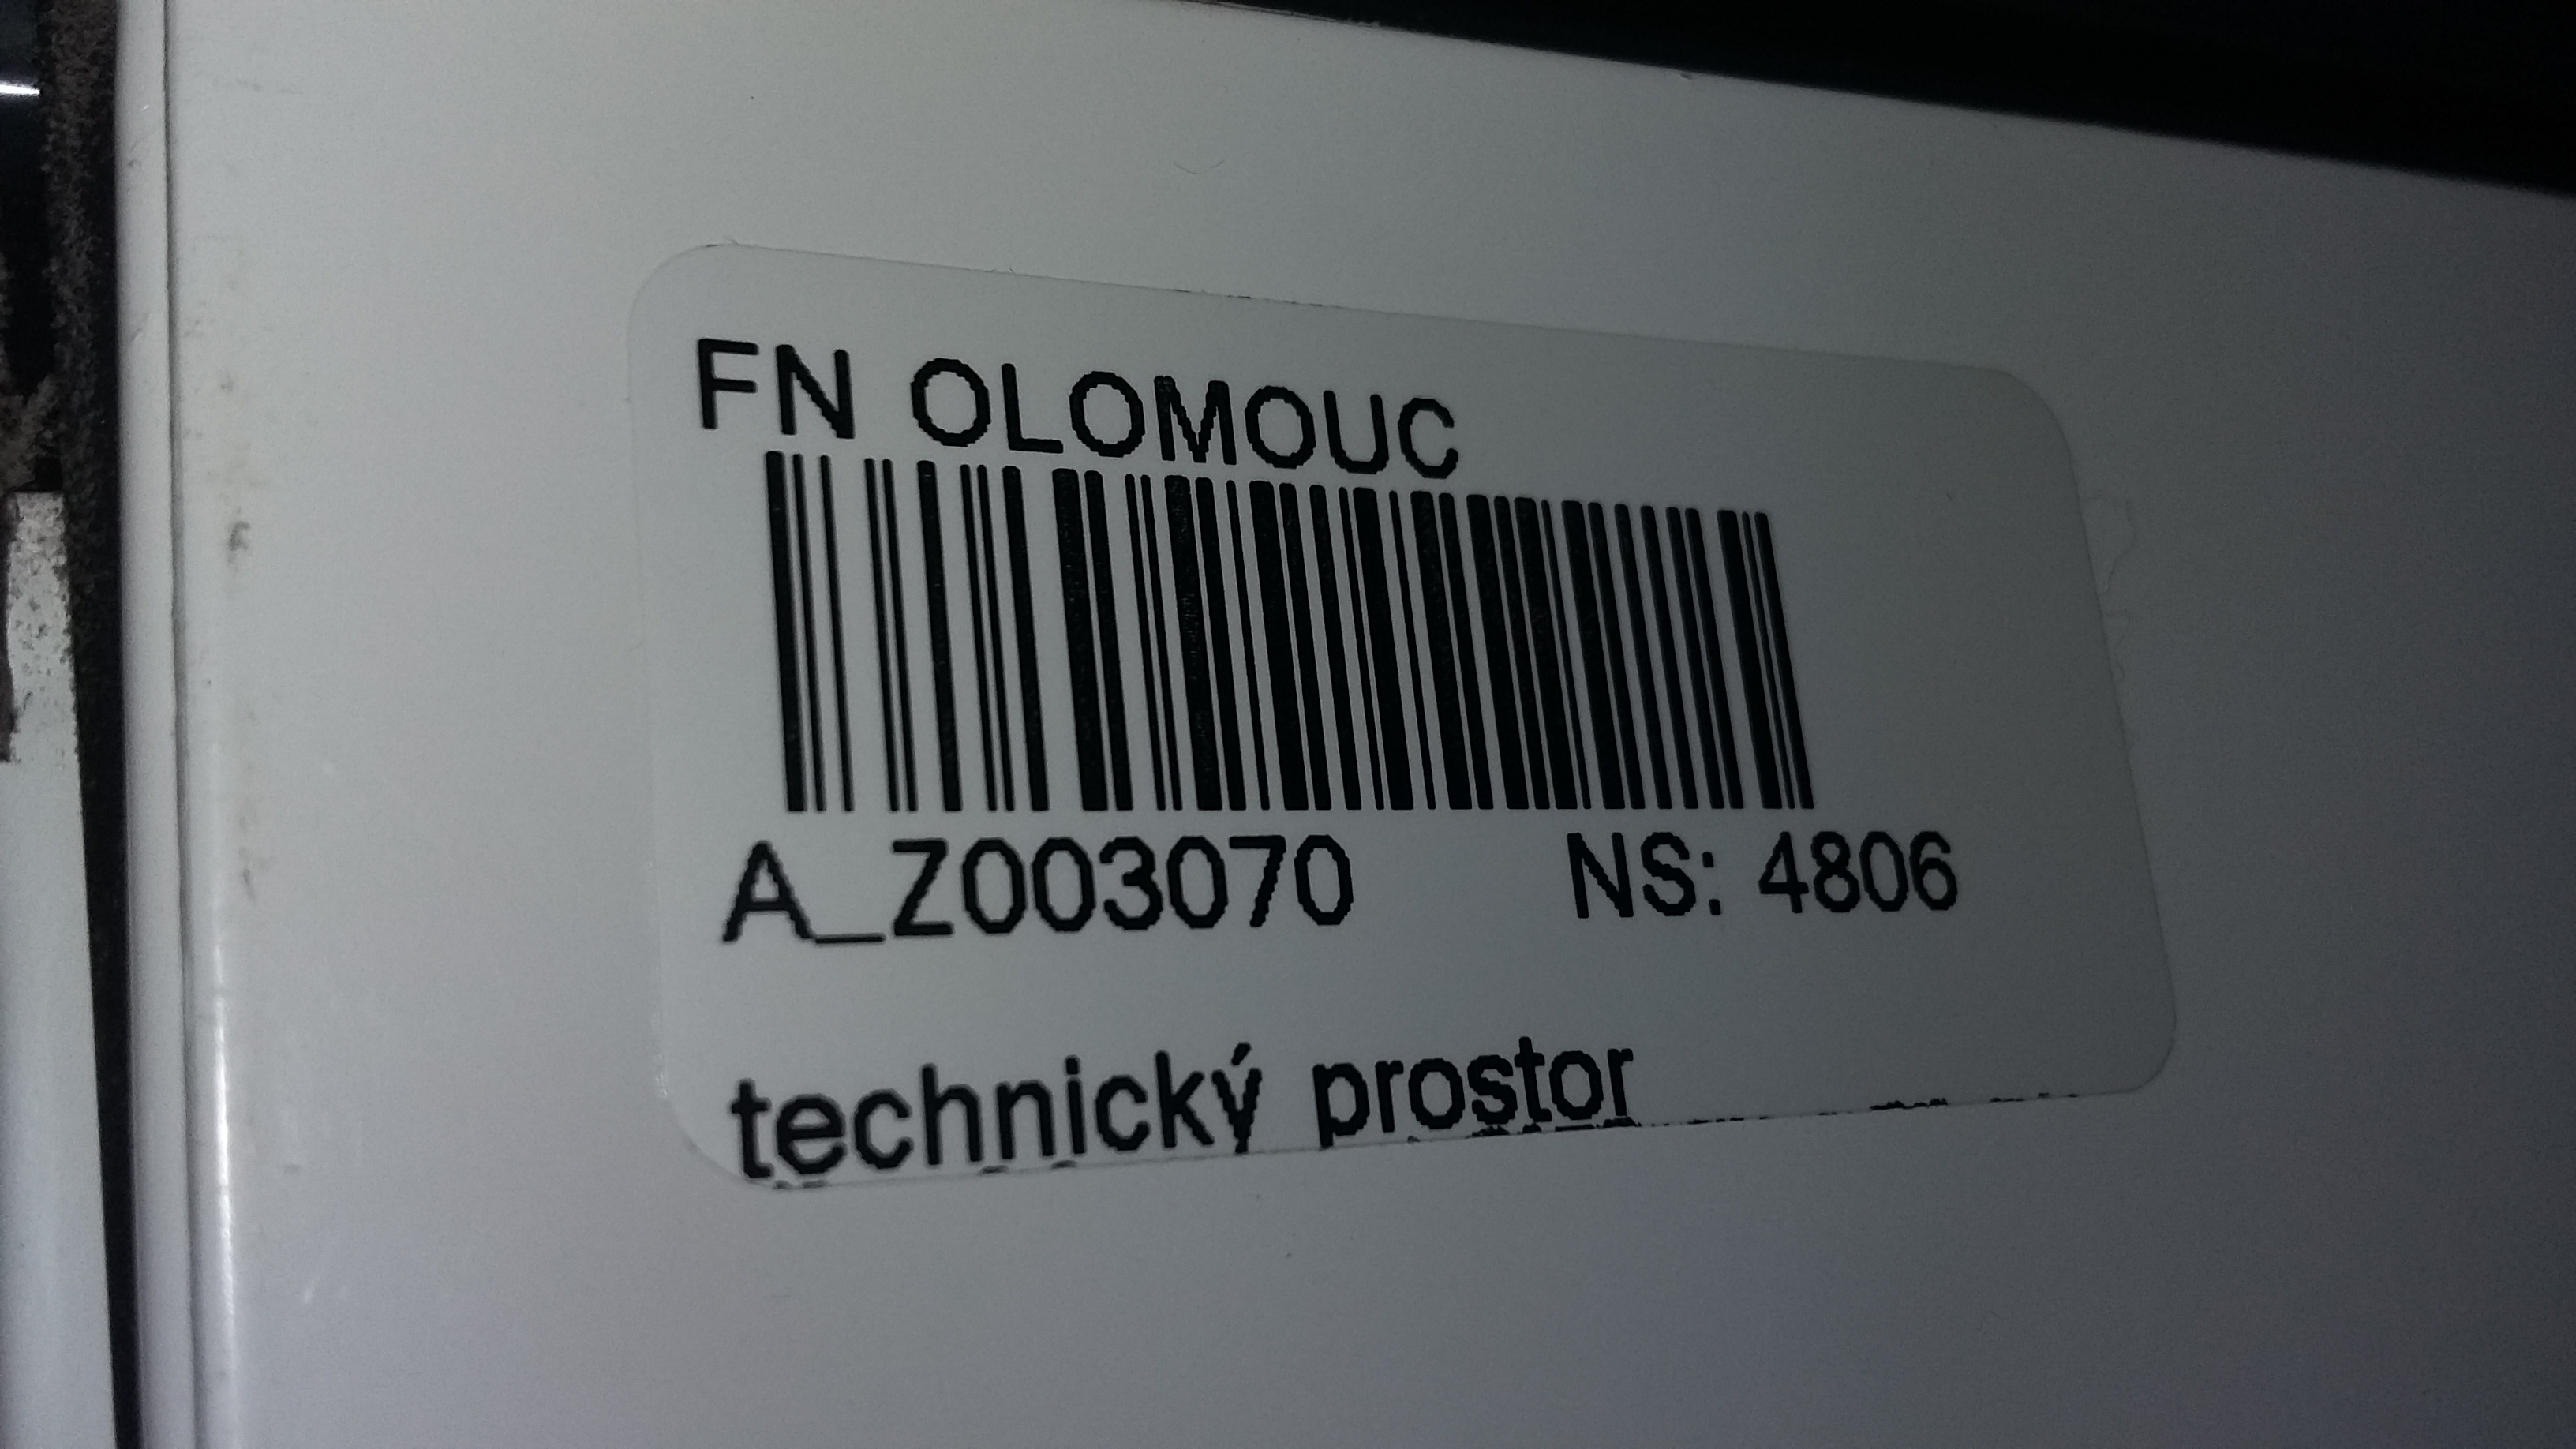 FN OLOMOUC
A_Z003070 NS: 4806
technický prostor